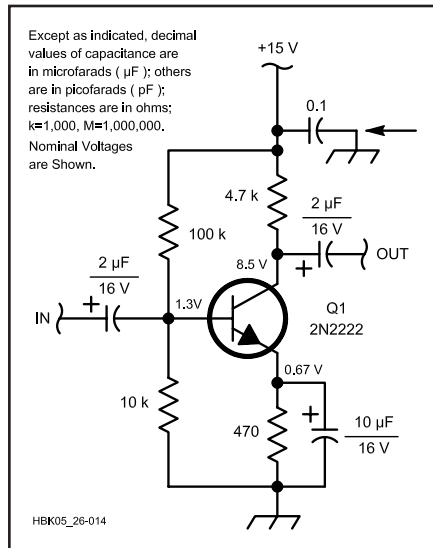 Except as indicated, decimal
values of capacitance are
in microfarads ( µF ); others
are in picofarads ( pF );
resistances are in ohms;
k=1,000, M=1,000,000.
Nominal Voltages
are Shown.
+15 V
0.1
4.7 k
100 k
2 µF
16 V
+
OUT
8.5 V
2 µF
16 V
+
IN
1.3V
Q1
2N2222
0.67 V
10 k
470
+
10 µF
16 V
HBK05_26-014